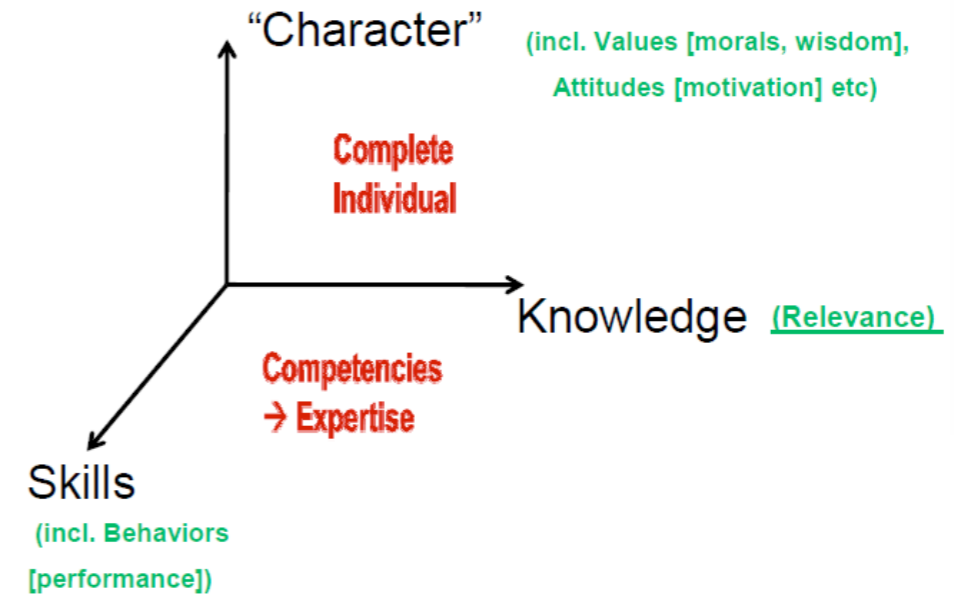 “Character”
(incl. Values [morals, wisdom],
Attitudes [motivation] etc)
Complete
Individual
Knowledge (Relevance)
Competencies
→ Expertise
Skills
(incl. Behaviors
[performance])